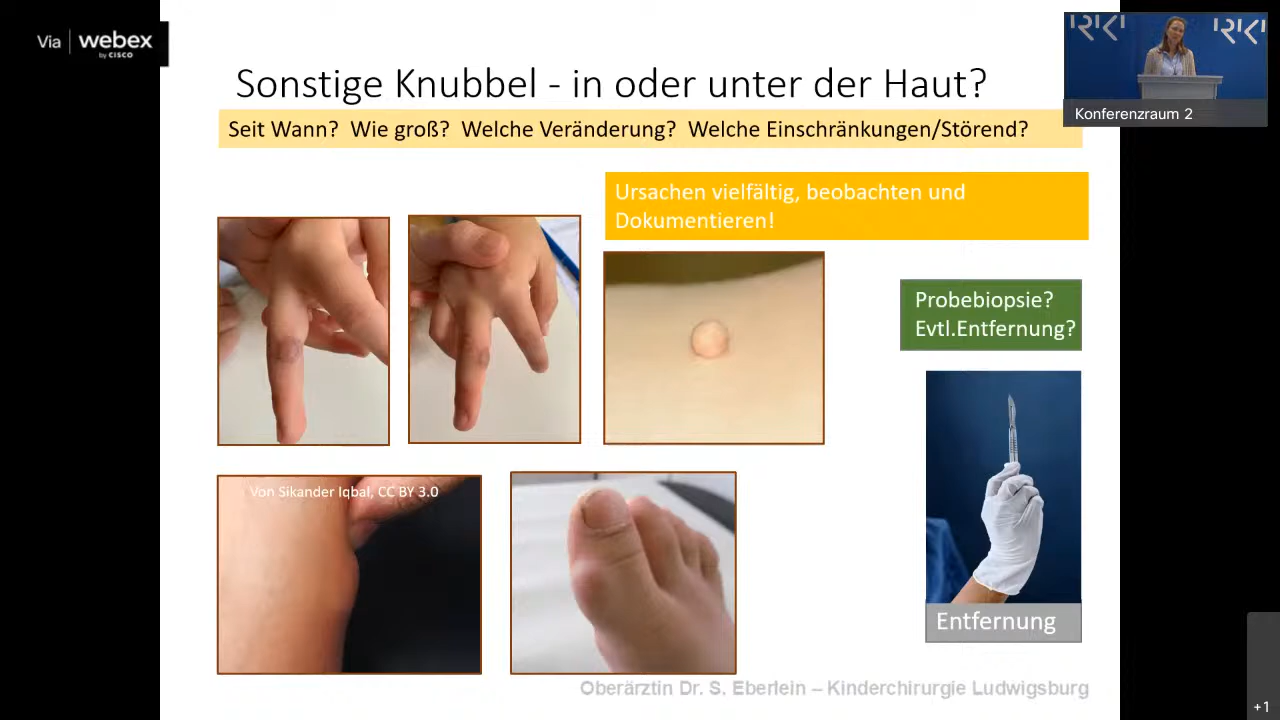 Via webex
by CISCO
RKI RKI
Konferenzraum 2
Sonstige Knubbel - in oder unter der Haut?
Seit Wann? Wie groß? Welche Veränderung? Welche Einschränkungen/Störend?
Ursachen vielfältig, beobachten und
Dokumentieren!
Probebiopsie?
Evtl.Entfernung?
Von Sikander Iqbal, CC BY 3.0
Entfernung
Oberärztin Dr. S. Eberlein – Kinderchirurgie Ludwigsburg
+1